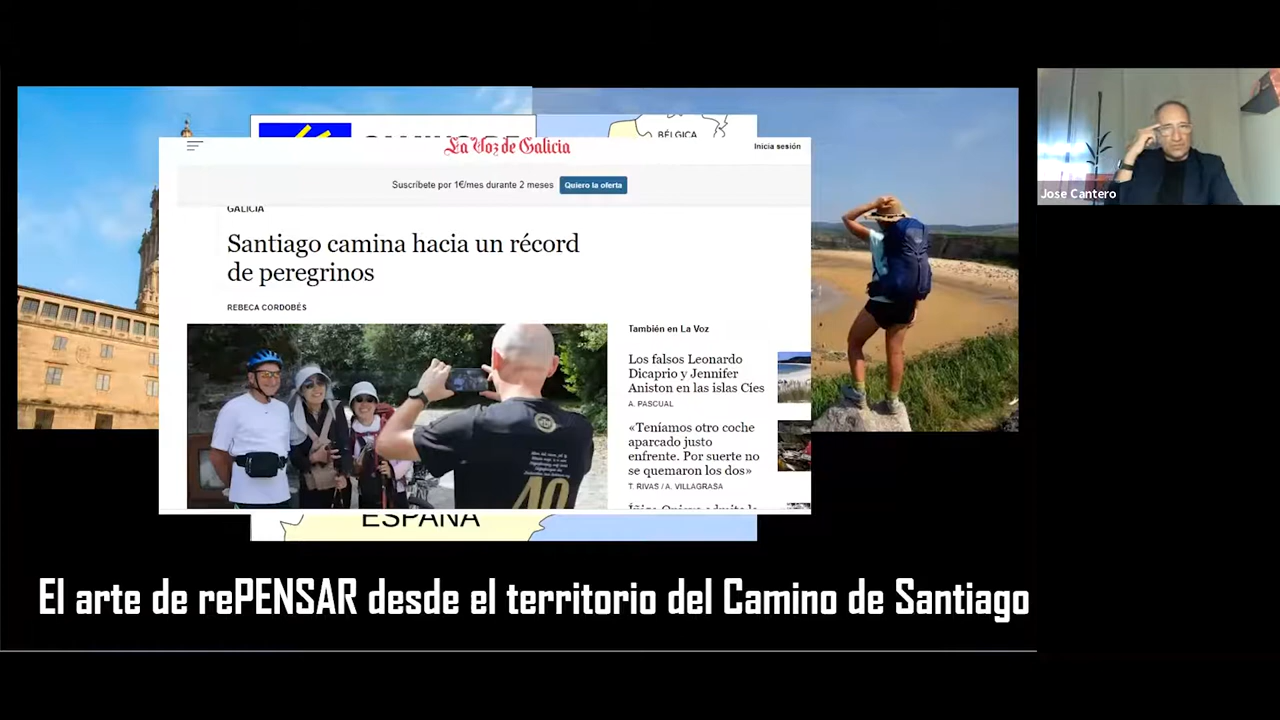 BÉLGICA
La Voz de Galicia
Inicia sesión
Suscríbete por 1€/mes durante 2 meses
Quiero la oferta
GALICIA
Santiago camina hacia un récord
de peregrinos
REBECA CORDOBÉS
También en La Voz
Los falsos Leonardo
Dicaprio y Jennifer
Aniston en las islas Cíes
A. PASCUAL
«Teníamos otro coche
aparcado justo
enfrente. Por suerte no
se quemaron los dos»
T. RIVAS / A. VILLAGRASA
40
ESPAÑA
El arte de rePENSAR desde el territorio del Camino de Santiago
Jose Cantero